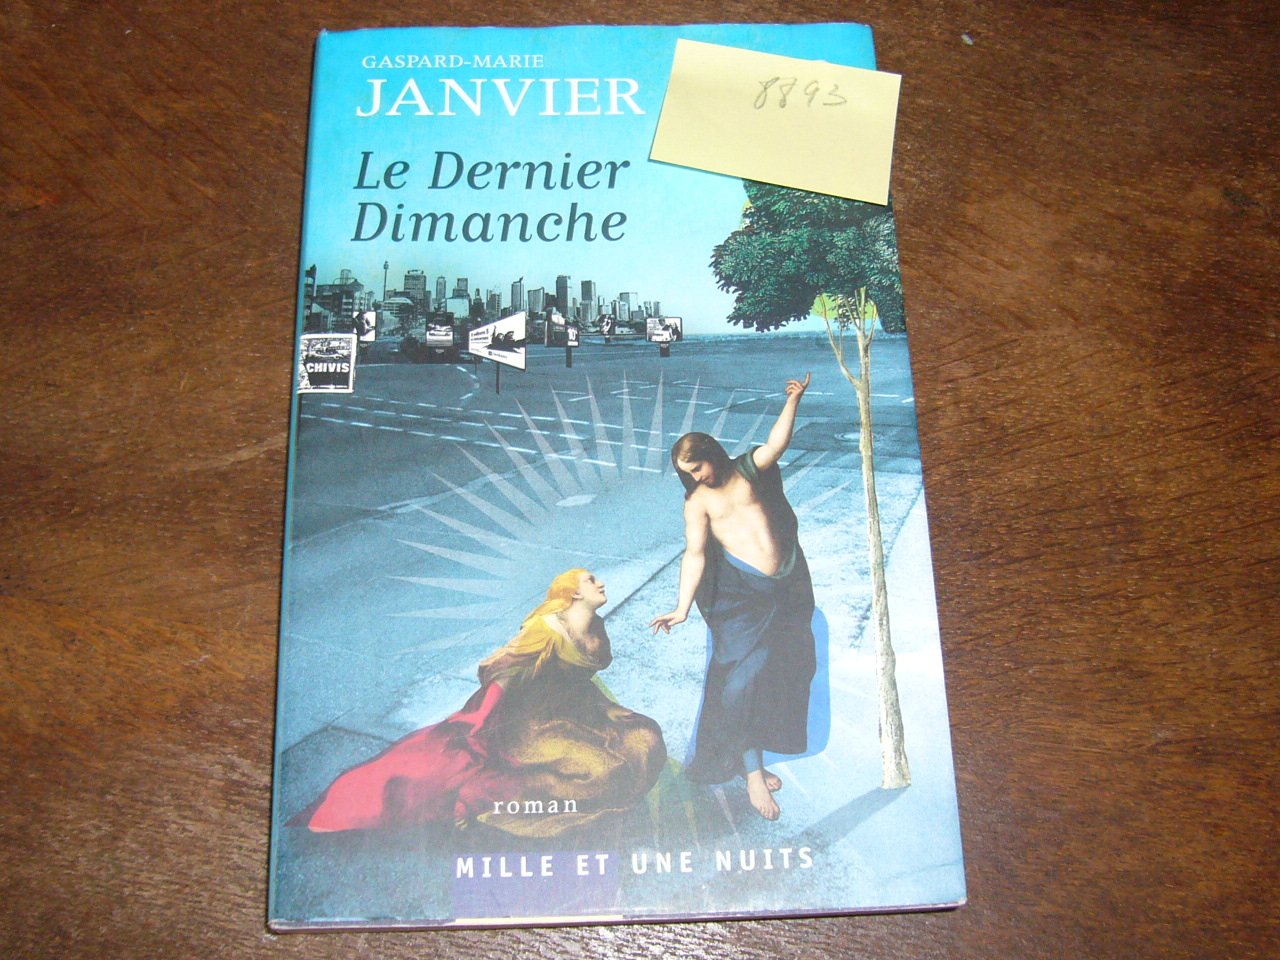 GASPARD-MARIE
JANVIER
8893
Le Dernier
Dimanche
CHIVIS
roman
MILLE ET UNE NUITS